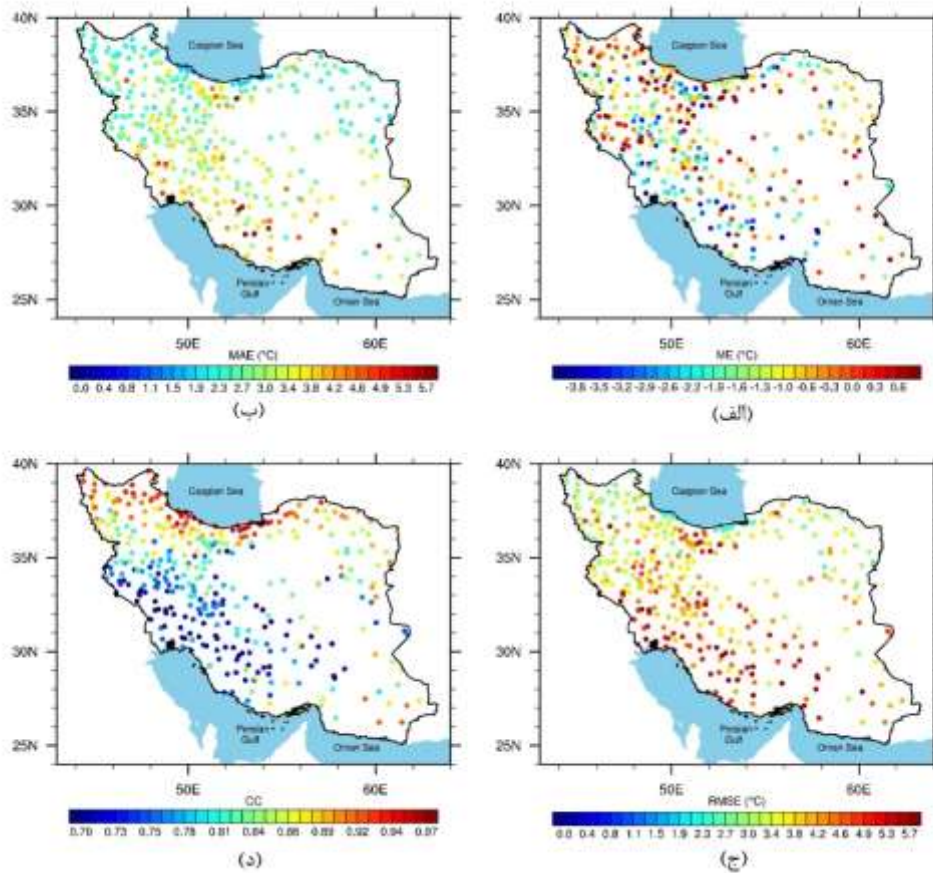 40N
35N
30N
25N
Caspian Sea
Persian
Gulf
Oman Sea
50E 60E
MAE (°C)
0.0 0.4 0.8 1.1 1.5 1.9 2.3 2.7 3.0 3.4 3.8 4.2 4.6 4.9 5.3 5.7
(ب)
40N
35N
30N
25N
Caspian Sea
Persian
Gulf
Oman Sea
50E 60E
ME (°C)
-3.8 -3.5 -3.2 -2.9 -2.6 -2.2 -1.9 -1.6 -1.3 -1.0 -0.6 -0.3 0.0 0.3 0.6
(الف)
40N
35N
30N
25N
Caspian Sea
Persian
Gulf
Oman Sea
50E 60E
CC
0.70 0.73 0.75 0.78 0.81 0.84 0.86 0.89 0.92 0.94 0.97
(د)
40N
35N
30N
25N
Caspian Sea
Persian
Gulf
Oman Sea
50E 60E
RMSE (°C)
0.0 0.4 0.8 1.1 1.5 1.9 2.3 2.7 3.0 3.4 3.8 4.2 4.6 4.9 5.3 5.7
(ج)